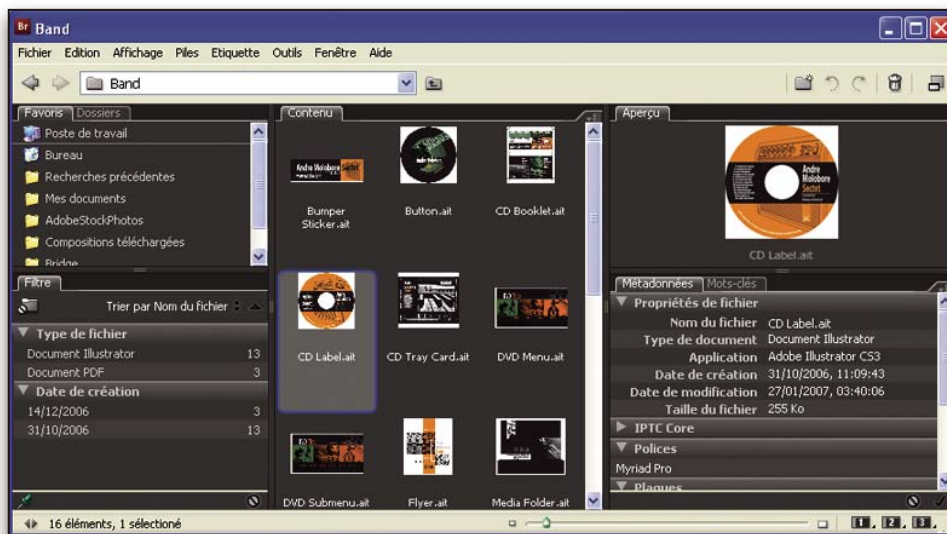 Br Band
Fichier Edition Affichage Piles Etiquette Outils Fenêtre Aide
Band
Favoris Dossiers
Poste de travail
Bureau
Recherches précédentes
Mes documents
AdobeStockPhotos
Compositions téléchargées
Bridge
Filtre
Trier par Nom du fichier
Type de fichier
Document Illustrator 13
Document PDF 3
Date de création
14/12/2006 3
31/10/2006 13
Contenu
Andre Molobore Sectet
Bumper
Sticker.ait
Button.ait
CD Booklet.ait
CD Label.ait
CD Tray Card.ait
DVD Menu.ait
DVD Submenu.ait
Flyer.ait
Media Folder.ait
Aperçu
Andre
Molobore
Sectet
CD Label.ait
Métadonnées Mots-clés
Propriétés de fichier
Nom du fichier CD Label.ait
Type de document Document Illustrator
Application Adobe Illustrator CS3
Date de création 31/10/2006, 11:09:43
Date de modification 27/01/2007, 03:40:06
Taille du fichier 255 Ko
IPTC Core
Polices
Myriad Pro
Plaques
16 éléments, 1 sélectioné
1 2 3